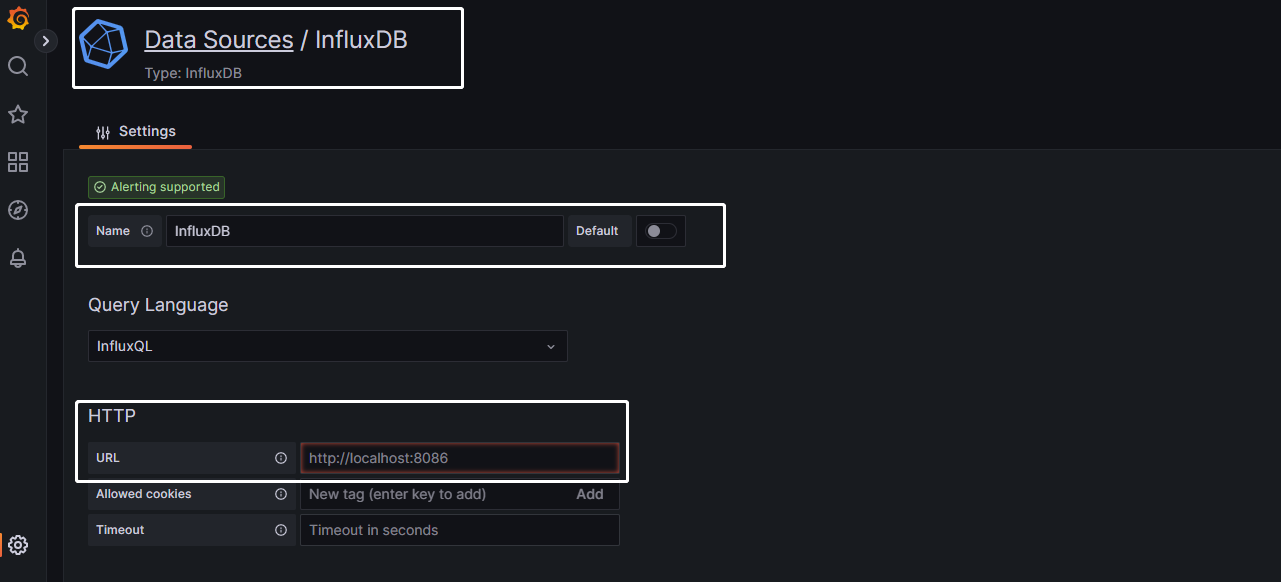 Data Sources / InfluxDB
Type: InfluxDB
Settings
Alerting supported
Name InfluxDB Default
Query Language
InfluxQL
HTTP
URL http://localhost:8086
Allowed cookies New tag (enter key to add) Add
Timeout Timeout in seconds